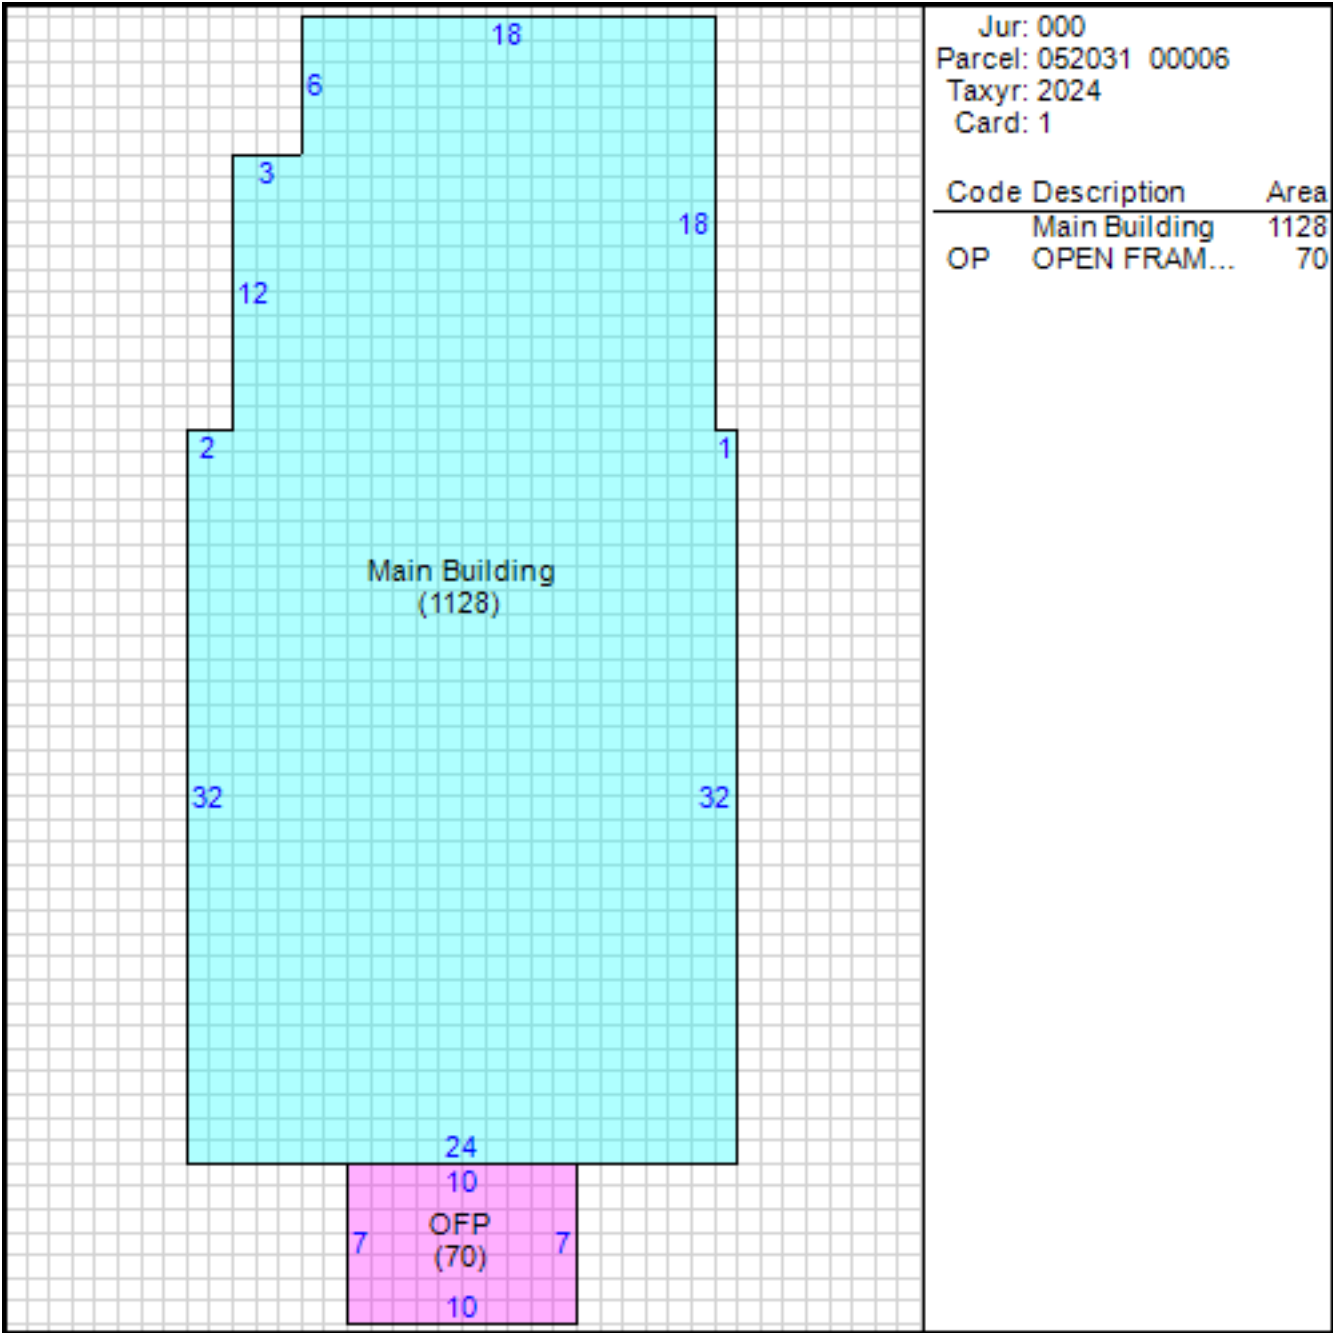 18
6
3
18
12
2
1
Main Building
(1128)
32
32
24
10
OFP
7
7
(70)
10
Jur: 000
Parcel: 052031 00006
Taxyr: 2024
Card: 1
Code Description Area
Main Building 1128
OP OPEN FRAM... 70